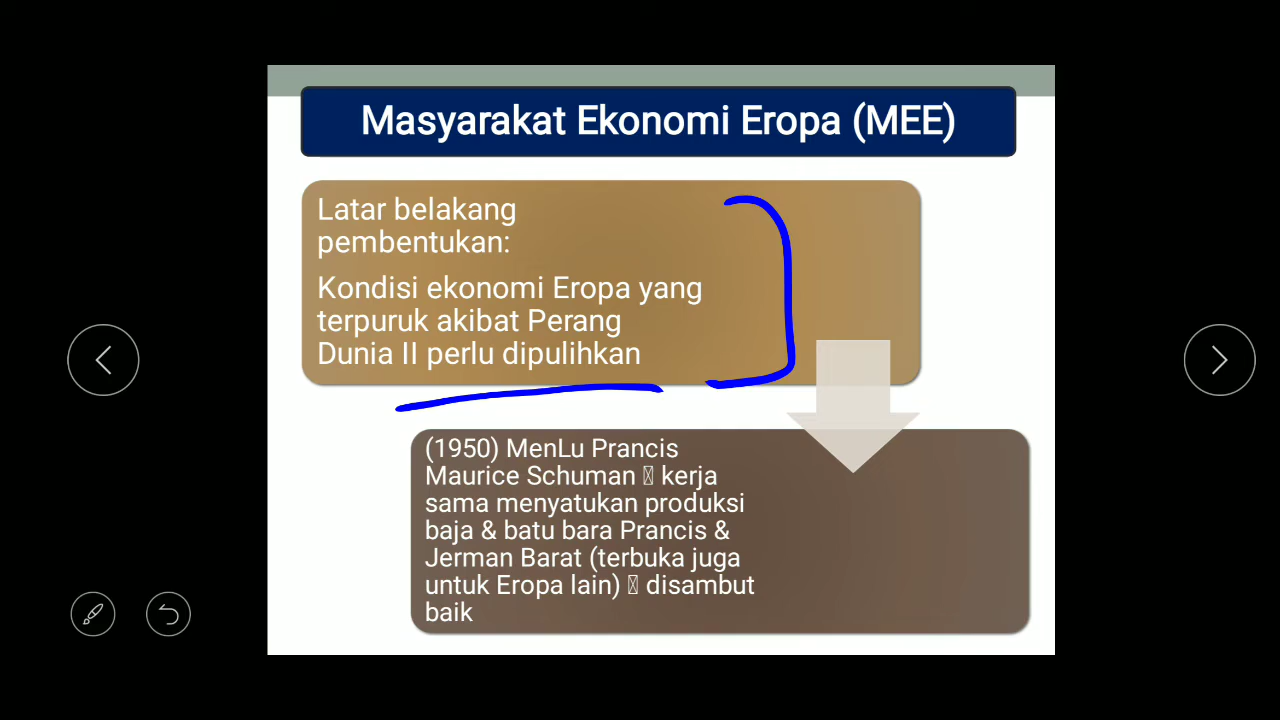 Masyarakat Ekonomi Eropa (MEE)
Latar belakang
pembentukan:
Kondisi ekonomi Eropa yang
terpuruk akibat Perang
Dunia II perlu dipulihkan
(1950) MenLu Prancis
Maurice Schuman  kerja
sama menyatukan produksi
baja & batu bara Prancis &
Jerman Barat (terbuka juga
untuk Eropa lain)  disambut
baik